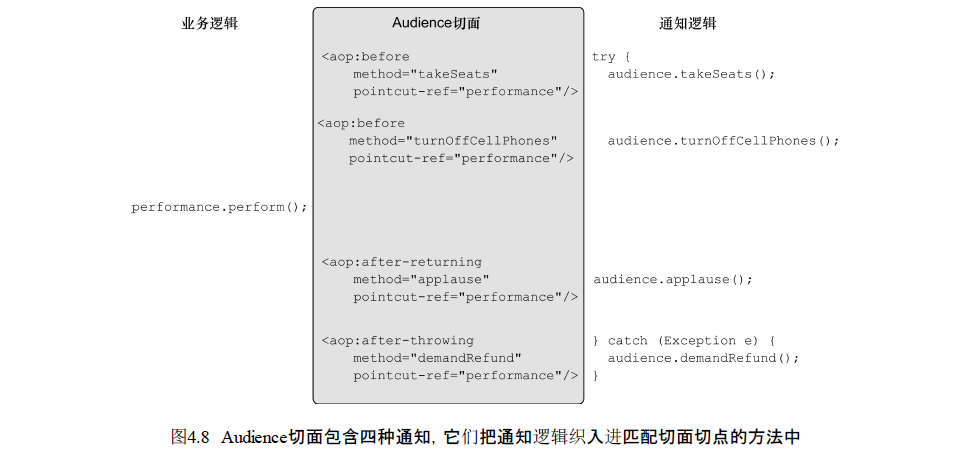 业务逻辑 Audience切面 通知逻辑
<aop:before try {
method="takeSeats" audience.takeSeats();
pointcut-ref="performance"/>
<aop:before
method="turnOffCellPhones" audience.turnOffCellPhones();
pointcut-ref="performance"/>
performance.perform();
<aop:after-returning
method="applause" audience.applause();
pointcut-ref="performance"/>
<aop:after-throwing } catch (Exception e) {
method="demandRefund" audience.demandRefund();
pointcut-ref="performance"/> }
图4.8 Audience切面包含四种通知, 它们把通知逻辑织入进匹配切面切点的方法中